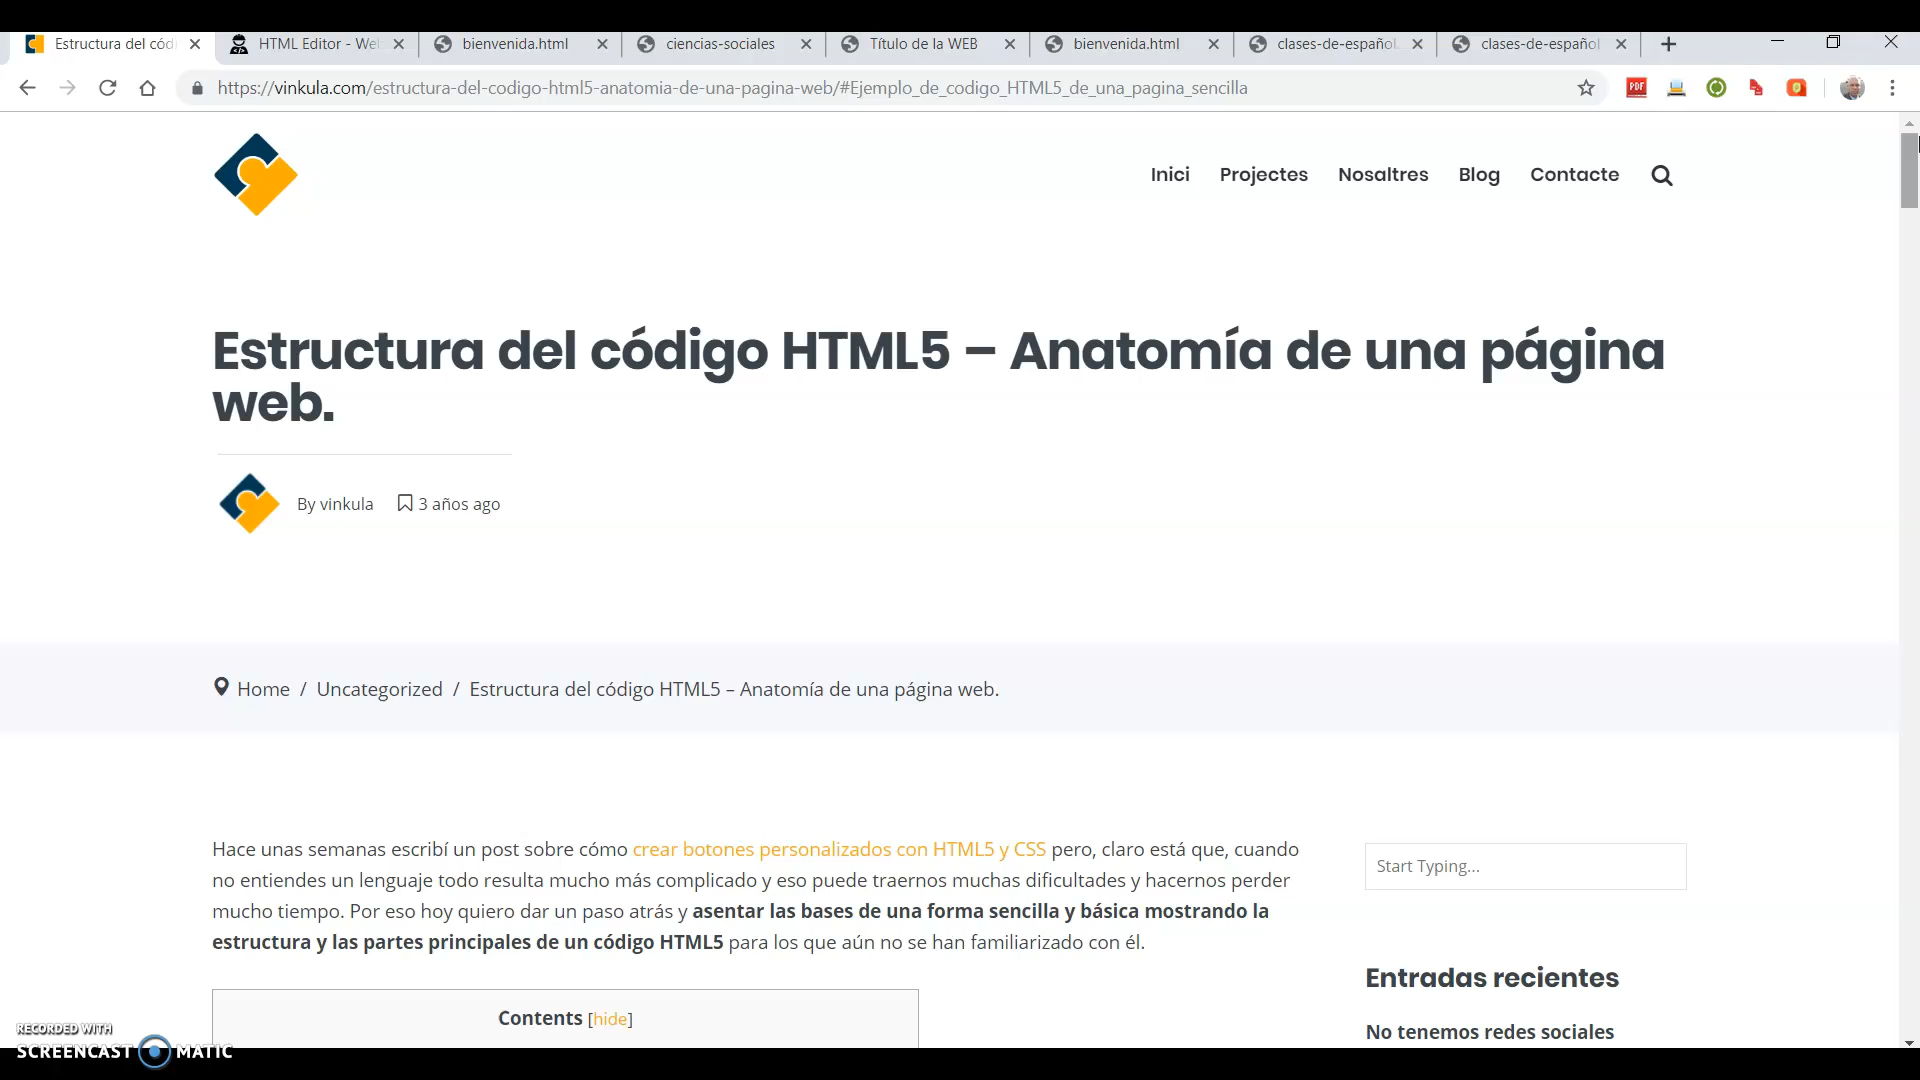 Estructura del cód
HTML Editor - We
bienvenida.html
ciencias-sociales
Título de la WEB
bienvenida.html
clases-de-español.
clases-de-español
https://vinkula.com/estructura-del-codigo-html5-anatomia-de-una-pagina-web/#Ejemplo_de_codigo_HTML5_de_una_pagina_sencilla
PDF
Inici
Projectes
Nosaltres
Blog
Contacte
Estructura del código HTML5 – Anatomía de una página
web.
By vinkula
3 años ago
Home / Uncategorized / Estructura del código HTML5 – Anatomía de una página web.
Hace unas semanas escribí un post sobre cómo crear botones personalizados con HTML5 y CSS pero, claro está que, cuando
no entiendes un lenguaje todo resulta mucho más complicado y eso puede traernos muchas dificultades y hacernos perder
mucho tiempo. Por eso hoy quiero dar un paso atrás y asentar las bases de una forma sencilla y básica mostrando la
estructura y las partes principales de un código HTML5 para los que aún no se han familiarizado con él.
Contents [hide]
Start Typing...
Entradas recientes
No tenemos redes sociales
RECORDED WITH
SCREENCAST MATIC